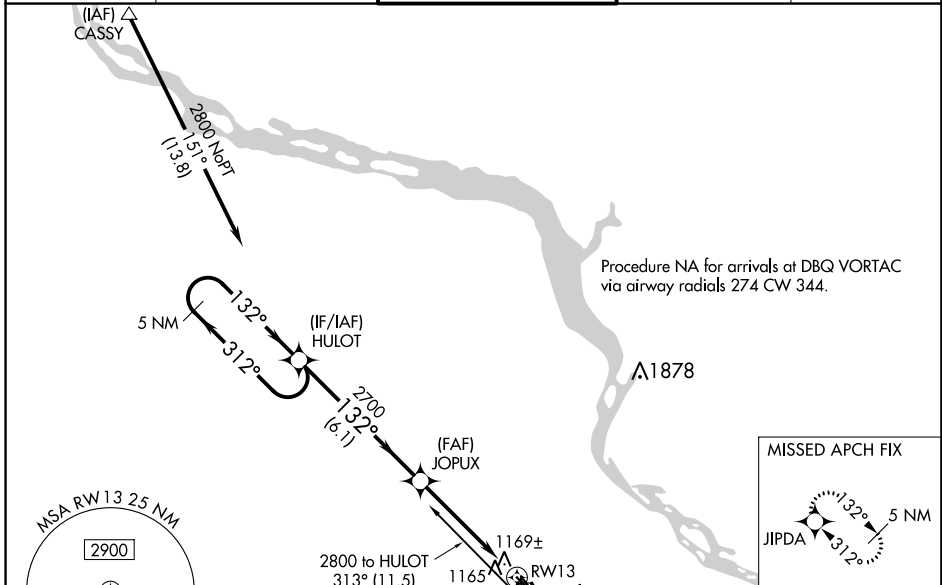 (IAF)
CASSY
2800 NoPT
151°
(13.8)
Procedure NA for arrivals at DBQ VORTAC
via airway radials 274 CW 344.
132°
5 NM
(IF/IAF)
HULOT
312°
1878
2700
132°
(6.1)
(FAF)
JOPUX
MISSED APCH FIX
132°
5 NM
JIPDA
312°
MSA RW13 25 NM
2900
1169±
2800 to HULOT
313° (11.5)
1165
RW13